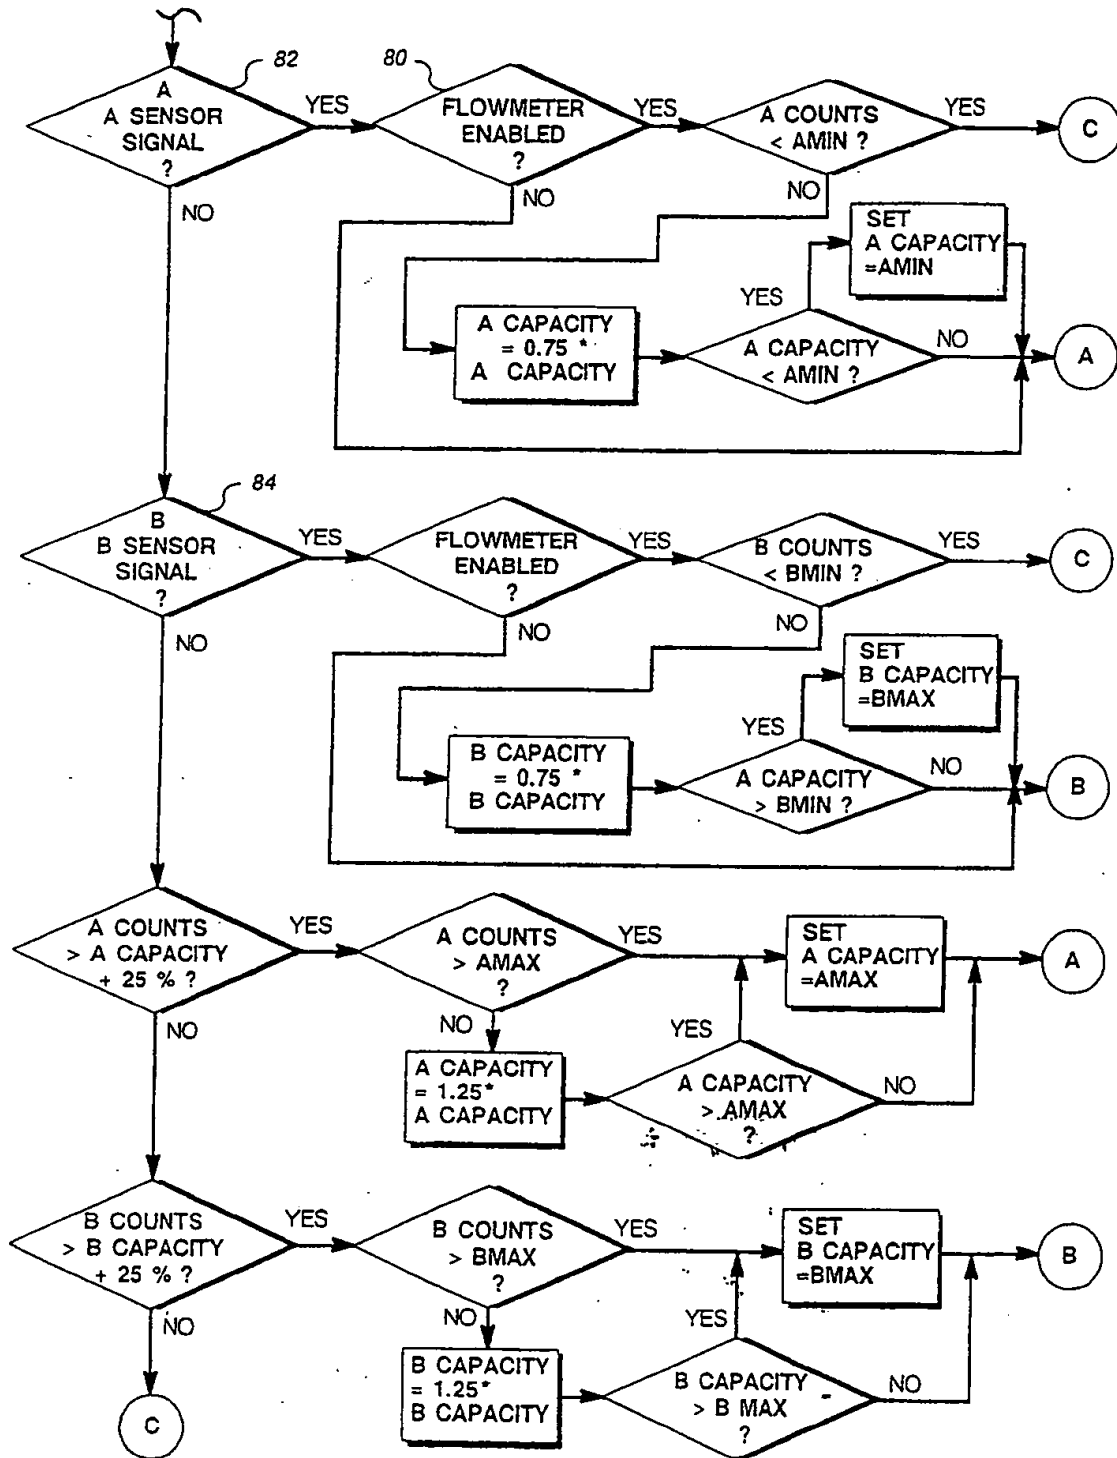 82
80
A
A SENSOR
SIGNAL
?
YES
FLOWMETER
ENABLED
?
YES
A COUNTS
< AMIN ?
YES
C
NO
NO
NO
SET
A CAPACITY
=AMIN
YES
A CAPACITY
= 0.75 *
A CAPACITY
A CAPACITY
< AMIN ?
NO
A
84
B
B SENSOR
SIGNAL
?
YES
FLOWMETER
ENABLED
?
YES
B COUNTS
< BMIN ?
YES
C
NO
NO
NO
SET
B CAPACITY
=BMAX
YES
B CAPACITY
= 0.75 *
B CAPACITY
A CAPACITY
> BMIN ?
NO
B
A COUNTS
> A CAPACITY
+ 25 % ?
YES
A COUNTS
> AMAX
?
YES
SET
A CAPACITY
=AMAX
A
NO
NO
YES
A CAPACITY
= 1.25*
A CAPACITY
A CAPACITY
> AMAX
?
NO
B COUNTS
> B CAPACITY
+ 25 % ?
YES
B COUNTS
> BMAX
?
YES
SET
B CAPACITY
=BMAX
B
NO
NO
YES
B CAPACITY
= 1.25*
B CAPACITY
B CAPACITY
> B MAX
?
NO
C